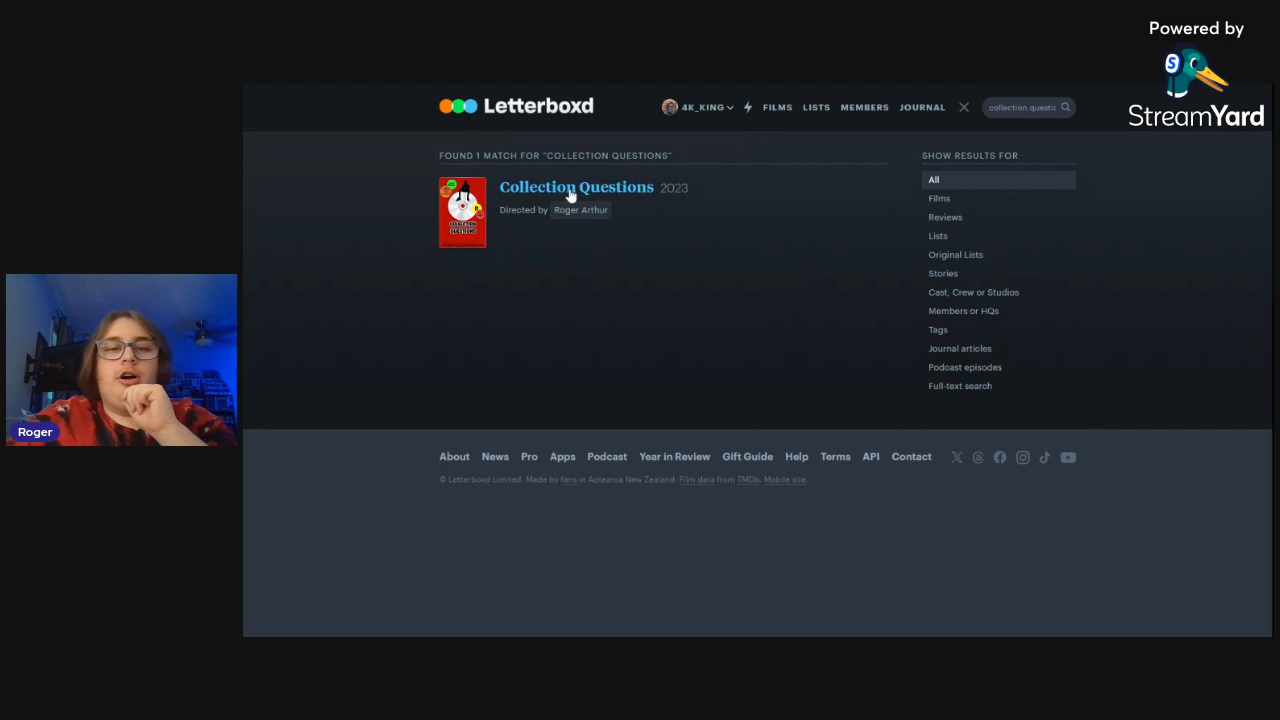 Powered by
StreamYard
Letterboxd
4K_KING
FILMS
LISTS
MEMBERS
JOURNAL
collection questic
FOUND 1 MATCH FOR "COLLECTION QUESTIONS"
Collection Questions 2023
Directed by Roger Arthur
COLLECTION
QUESTIONS
SHOW RESULTS FOR
All
Films
Reviews
Lists
Original Lists
Stories
Cast, Crew or Studios
Members or HQs
Tags
Journal articles
Podcast episodes
Full-text search
Roger
About News Pro Apps Podcast Year in Review Gift Guide Help Terms API Contact
© Letterboxd Limited. Made by fans in Aotearoa New Zealand. Film data from TMDb. Mobile site.